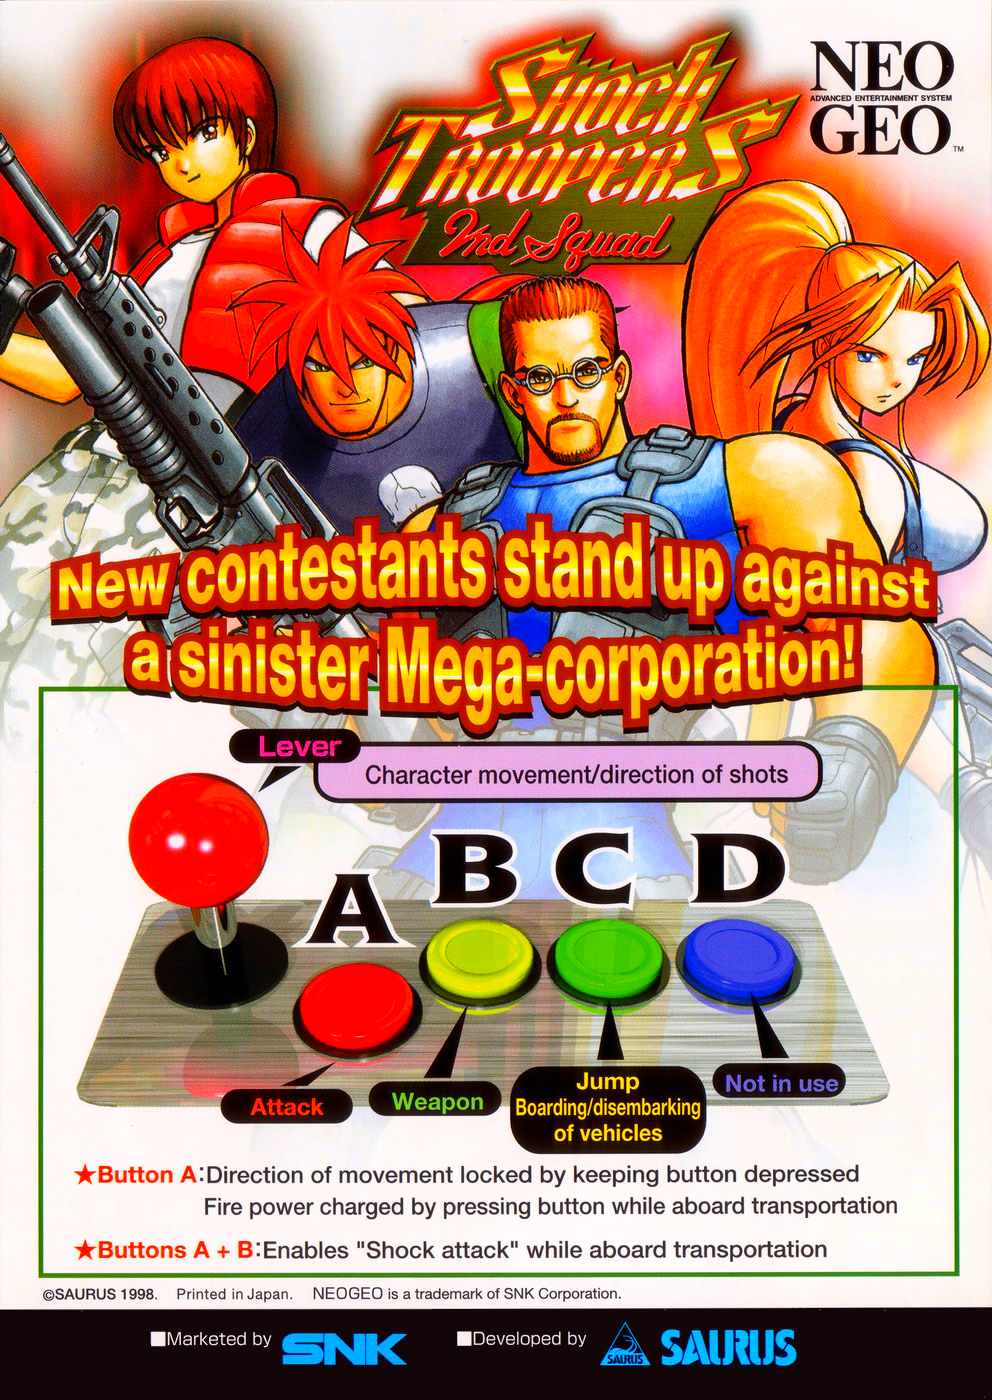 SHOCK
TROOPERS
2nd Squad
NEO
ADVANCED ENTERTAINMENT SYSTEM
GEO
TM
New contestants stand up against
a sinister Mega-corporation!
Lever
Character movement/direction of shots
A B C D
Attack
Weapon
Jump
Boarding/disembarking
of vehicles
Not in use
★Button A:Direction of movement locked by keeping button depressed
Fire power charged by pressing button while aboard transportation
★Buttons A + B:Enables "Shock attack" while aboard transportation
©SAURUS 1998. Printed in Japan. NEOGEO is a trademark of SNK Corporation.
■Marketed by SNK ■Developed by SAURUS SAURUS